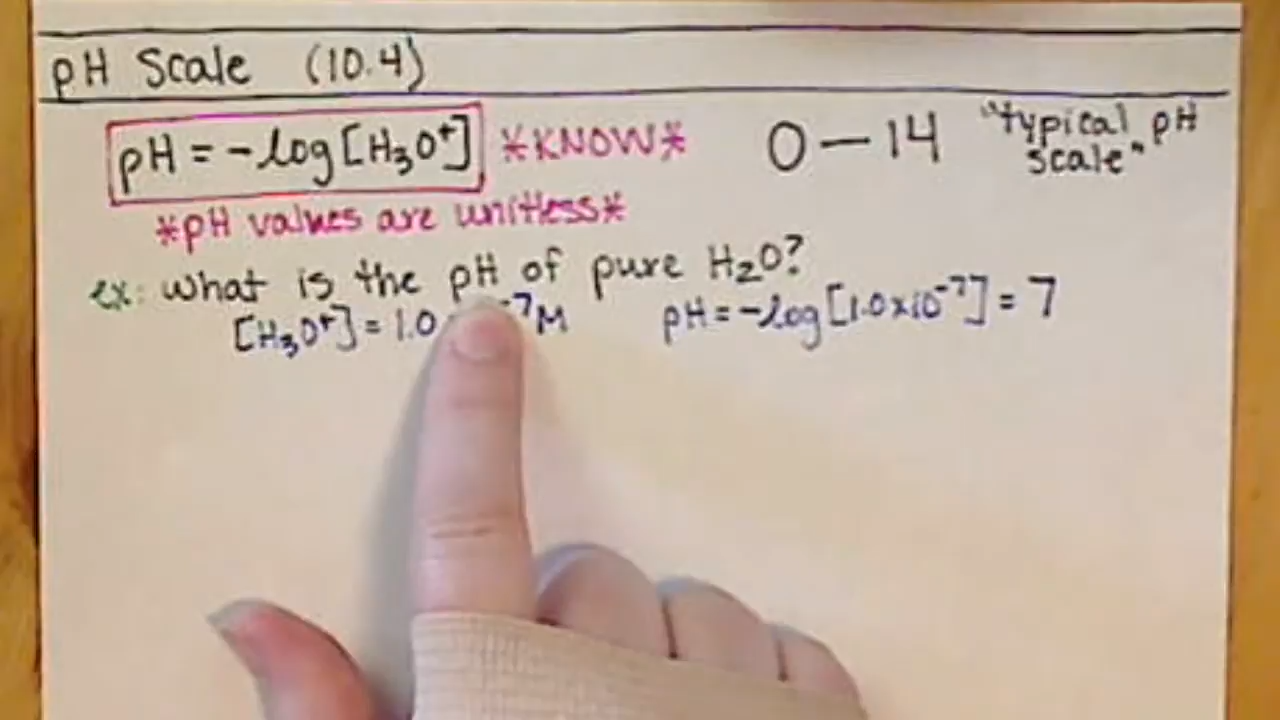 pH Scale (10.4)
pH = -log[H₃O⁺] *KNOW* 0-14 "typical pH scale"
*pH values are unitless*
ex: What is the pH of pure H₂O?
[H₃O⁺] = 1.0 ⁻⁷M pH = -log[1.0x10⁻⁷] = 7